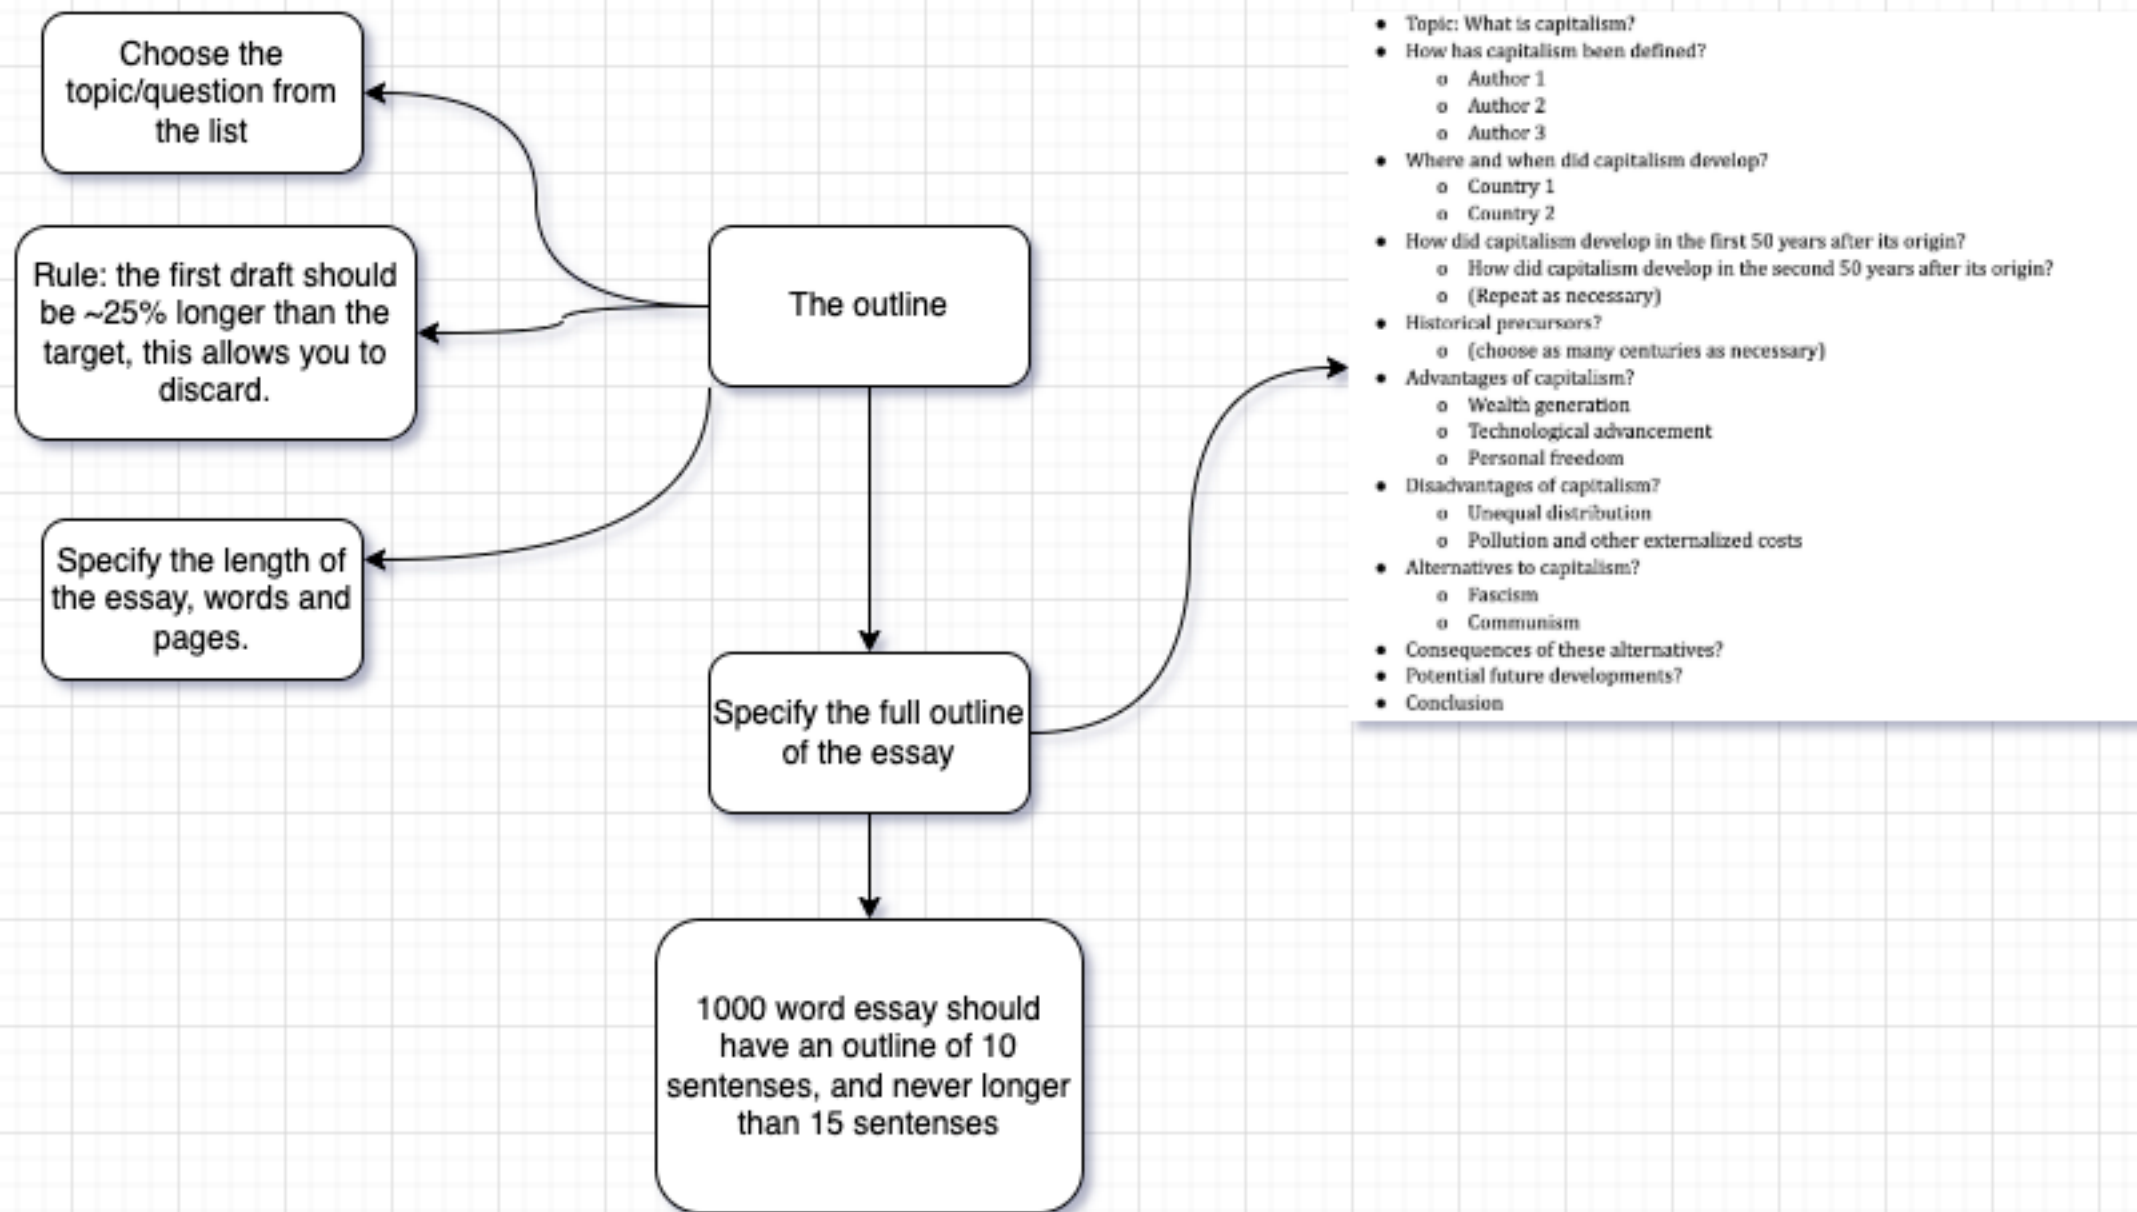 Choose the
topic/question from
the list
Rule: the first draft should
be ~25% longer than the
target, this allows you to
discard.
Specify the length of
the essay, words and
pages.
The outline
Specify the full outline
of the essay
1000 word essay should
have an outline of 10
sentenses, and never longer
than 15 sentenses
• Topic: What is capitalism?
• How has capitalism been defined?
o Author 1
o Author 2
o Author 3
• Where and when did capitalism develop?
o Country 1
o Country 2
• How did capitalism develop in the first 50 years after its origin?
o How did capitalism develop in the second 50 years after its origin?
o (Repeat as necessary)
• Historical precursors?
o (choose as many centuries as necessary)
• Advantages of capitalism?
o Wealth generation
o Technological advancement
o Personal freedom
• Disadvantages of capitalism?
o Unequal distribution
o Pollution and other externalized costs
• Alternatives to capitalism?
o Fascism
o Communism
• Consequences of these alternatives?
• Potential future developments?
• Conclusion